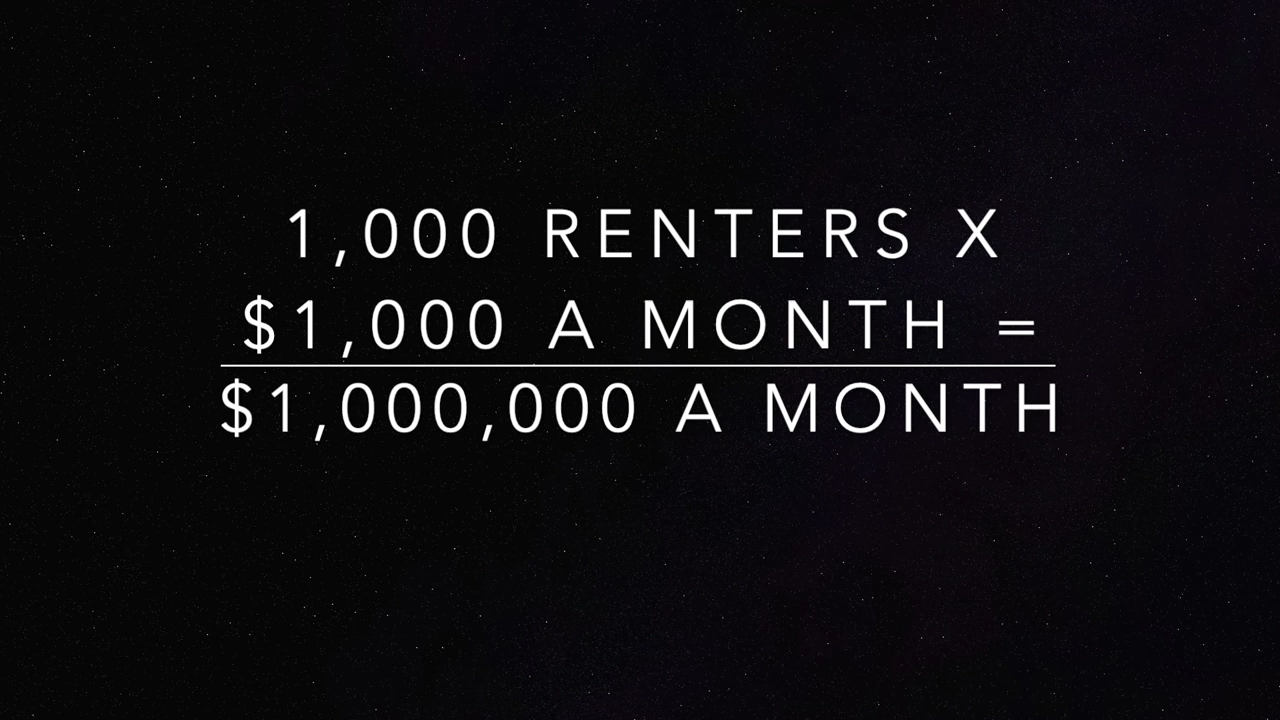 1,000 RENTERS X
$1,000 A MONTH =
$1,000,000 A MONTH